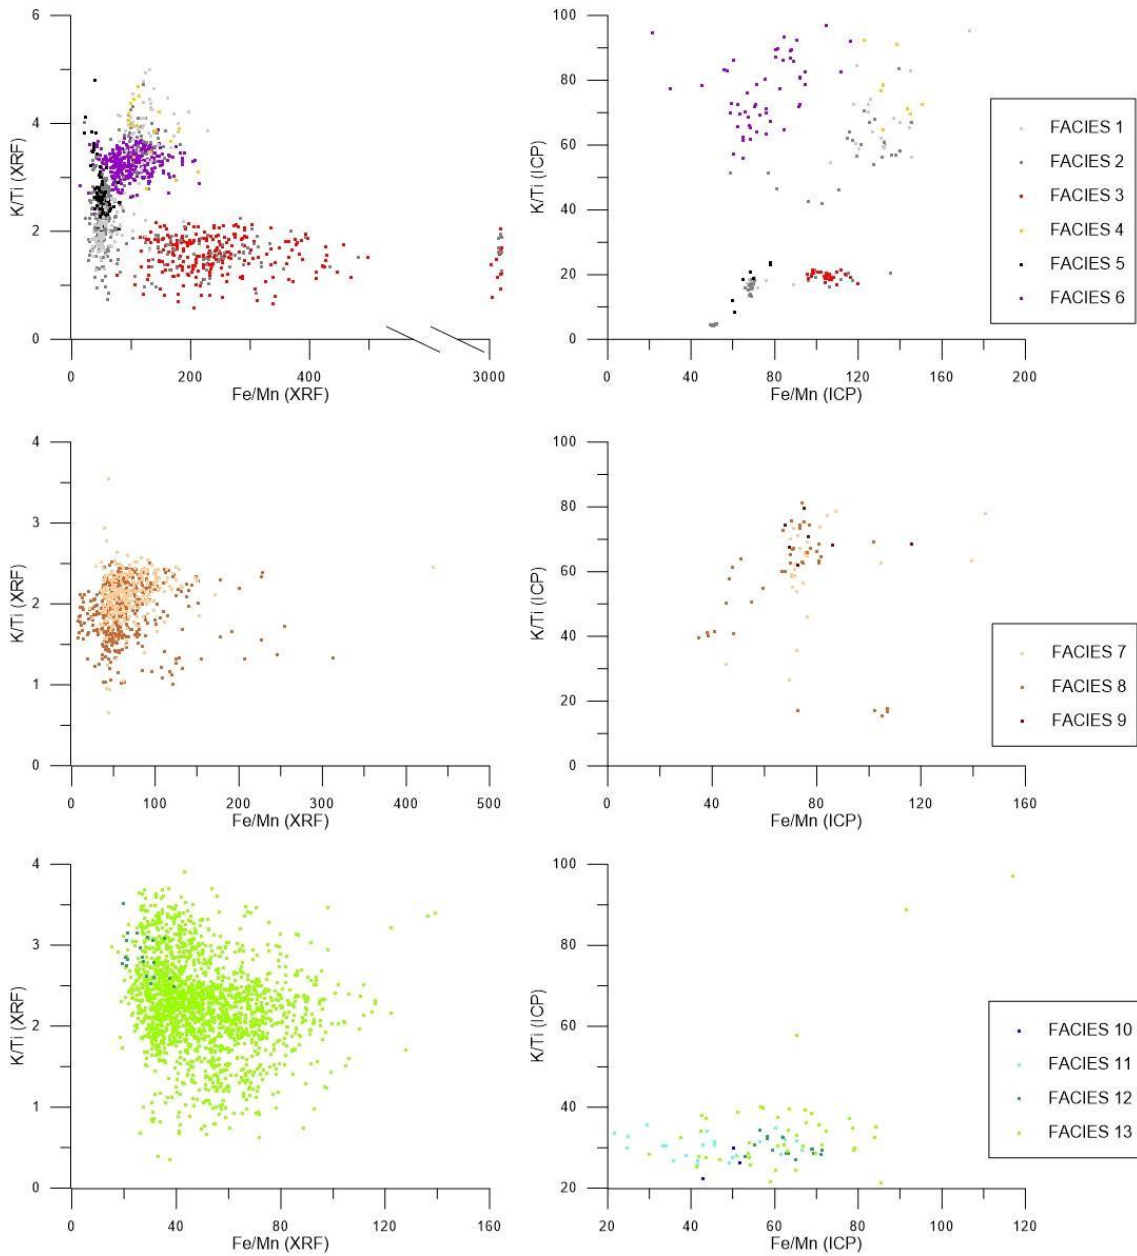 6
4
2
0
K/Ti (XRF)
0
200
400
3000
Fe/Mn (XRF)
100
80
60
40
20
0
K/Ti (ICP)
0
40
80
120
160
200
Fe/Mn (ICP)
FACIES 1
FACIES 2
FACIES 3
FACIES 4
FACIES 5
FACIES 6
4
3
2
1
0
K/Ti (XRF)
0
100
200
300
400
500
Fe/Mn (XRF)
100
80
60
40
20
0
K/Ti (ICP)
0
40
80
120
160
Fe/Mn (ICP)
FACIES 7
FACIES 8
FACIES 9
4
3
2
1
0
K/Ti (XRF)
0
40
80
120
160
Fe/Mn (XRF)
100
80
60
40
20
K/Ti (ICP)
20
40
60
80
100
120
Fe/Mn (ICP)
FACIES 10
FACIES 11
FACIES 12
FACIES 13